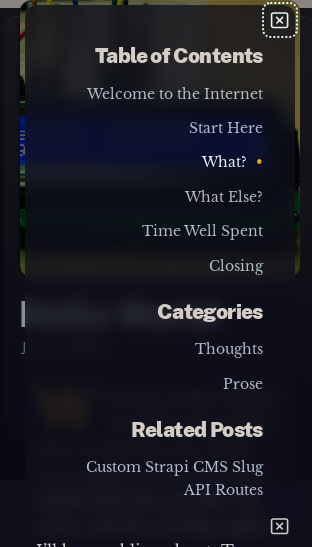 Table of Contents
Welcome to the Internet
Start Here
What?
What Else?
Time Well Spent
Closing
Categories
Thoughts
Prose
Related Posts
Custom Strapi CMS Slug
API Routes